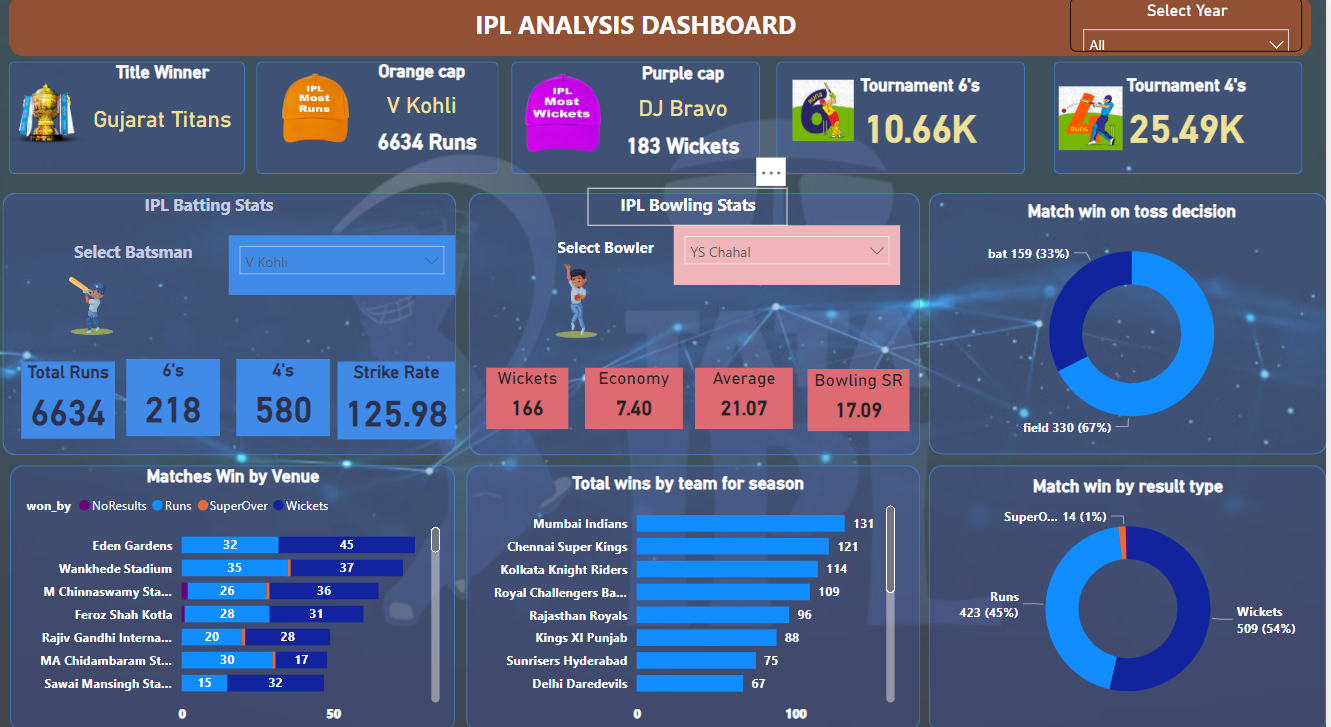 IPL ANALYSIS DASHBOARD
Select Year
All
Title Winner
Gujarat Titans
IPL
Most
Runs
Orange cap
V Kohli
6634 Runs
IPL
Most
Wickets
Purple cap
DJ Bravo
183 Wickets
RUNS
Tournament 6's
10.66K
RUNS
Tournament 4's
25.49K
...
IPL Batting Stats
Select Batsman
V Kohli
Total Runs
6634
6's
218
4's
580
Strike Rate
125.98
IPL Bowling Stats
Select Bowler
YS Chahal
Wickets
166
Economy
7.40
Average
21.07
Bowling SR
17.09
TATA
IPL
Match win on toss decision
bat 159 (33%)
field 330 (67%)
Matches Win by Venue
won_by NoResults Runs SuperOver Wickets
Eden Gardens 32 45
Wankhede Stadium 35 37
M Chinnaswamy Sta... 26 36
Feroz Shah Kotla 28 31
Rajiv Gandhi Interna... 20 28
MA Chidambaram St... 30 17
Sawai Mansingh Sta... 15 32
0 50
Total wins by team for season
Mumbai Indians 131
Chennai Super Kings 121
Kolkata Knight Riders 114
Royal Challengers Ba... 109
Rajasthan Royals 96
Kings XI Punjab 88
Sunrisers Hyderabad 75
Delhi Daredevils 67
0 100
Match win by result type
SuperO... 14 (1%)
Runs
423 (45%)
Wickets
509 (54%)